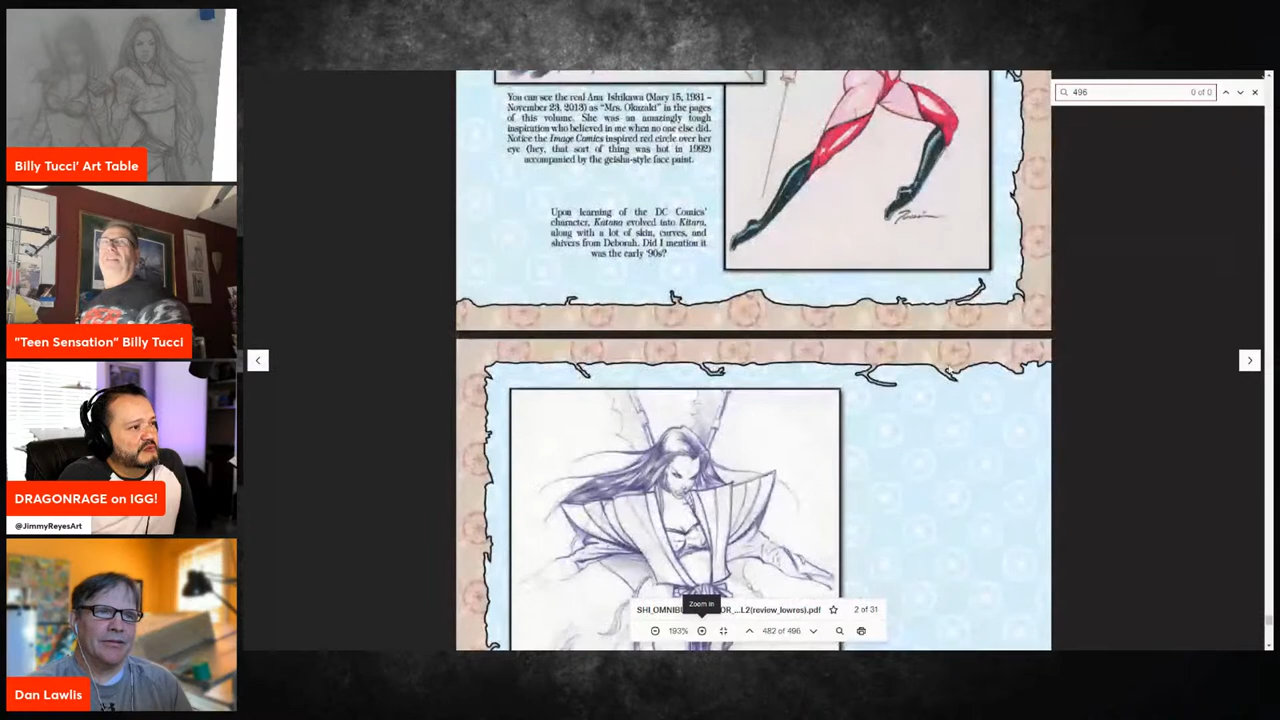 Billy Tucci' Art Table
"Teen Sensation" Billy Tucci
DRAGONRAGE on IGG!
@JimmyReyesArt
Dan Lawlis
496
0 of 0
You can see the real Ana Ishikawa (May 15, 1931 –
November 23, 2013) as "Mrs. Okazaki" in the pages
of this volume. She was an amazingly tough
inspiration who believed in me when no one else did.
Notice the Image Comics inspired red circle over her
eye (hey, that sort of thing was hot in 1992)
accompanied by the geisha-style face paint.
Upon learning of the DC Comics'
character, Katana evolved into Kitara,
along with a lot of skin, curves, and
shivers from Deborah. Did I mention it
was the early '90s?
Tucci
Zoom in
SHI_OMNIBU OR_...L2(review_lowres).pdf
2 of 31
193%
482 of 496